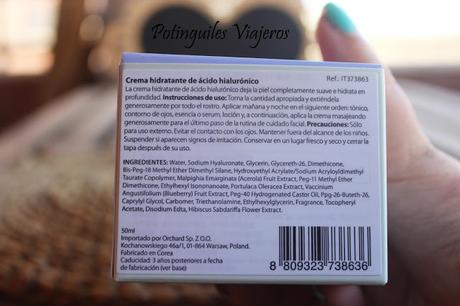 Potingüiles Viajeros
Crema hidratante de ácido hialurónico
Ref.: IT373863
La crema hidratante de ácido hialurónico deja la piel completamente suave e hidrata en
profundidad. Instrucciones de uso: Toma la cantidad apropiada y extiéndela
generosamente por todo el rostro. Aplicar mañana y noche en el siguiente orden: tónico,
contorno de ojos, esencia o serum, loción y, a continuación, aplica la crema masajeando
generosamente para el último paso de la rutina de cuidado facial. Precauciones: Sólo
para uso externo. Evitar el contacto con los ojos. Mantener fuera del alcance de los niños.
Suspender si aparecen signos de irritación. Conservar en un lugar fresco y seco y cerrar la
tapa después de su uso.
INGREDIENTES: Water, Sodium Hyaluronate, Glycerin, Glycereth-26, Dimethicone,
Bis-Peg-18 Methyl Ether Dimethyl Silane, Hydroxyethyl Acrylate/Sodium Acryloyldimethyl
Taurate Copolymer, Malpighia Emarginata (Acerola) Fruit Extract, Peg-11 Methyl Ether
Dimethicone, Ethylhexyl Isononanoate, Portulaca Oleracea Extract, Vaccinium
Angustifolium (Blueberry) Fruit Extract, Peg-40 Hydrogenated Castor Oil, Ppg-26-Buteth-26,
Caprylyl Glycol, Carbomer, Triethanolamine, Ethylhexylglycerin, Fragance, Tocopheryl
Acetate, Disodium Edta, Hibiscus Sabdariffa Flower Extract.
50ml
Importado por Orchard Sp. Z O.O.
Kochanowskiego 46a/1, 01-864 Warsaw, Poland.
Fabricado en Corea
Caducidad: 3 años posteriores a fecha
de fabricación (ver base)
8 809323 738636